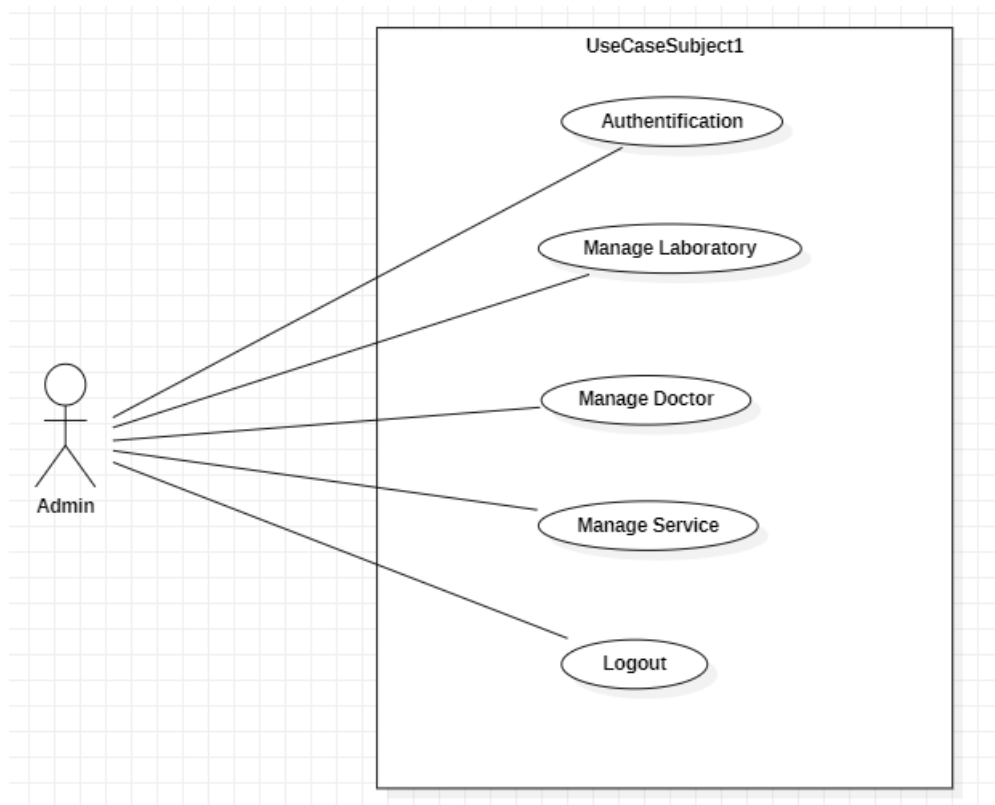 UseCaseSubject1
Authentification
Manage Laboratory
Manage Doctor
Manage Service
Admin
Logout